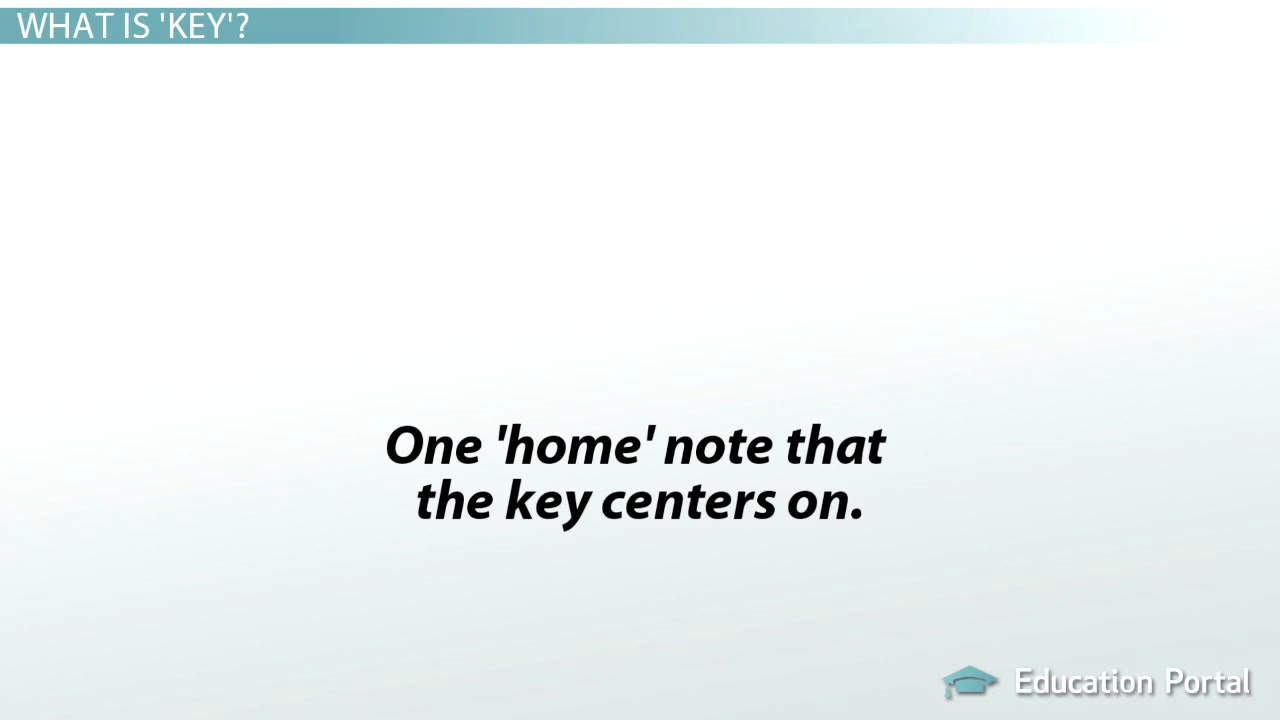 WHAT IS 'KEY'?
One 'home' note that
the key centers on.
Education Portal